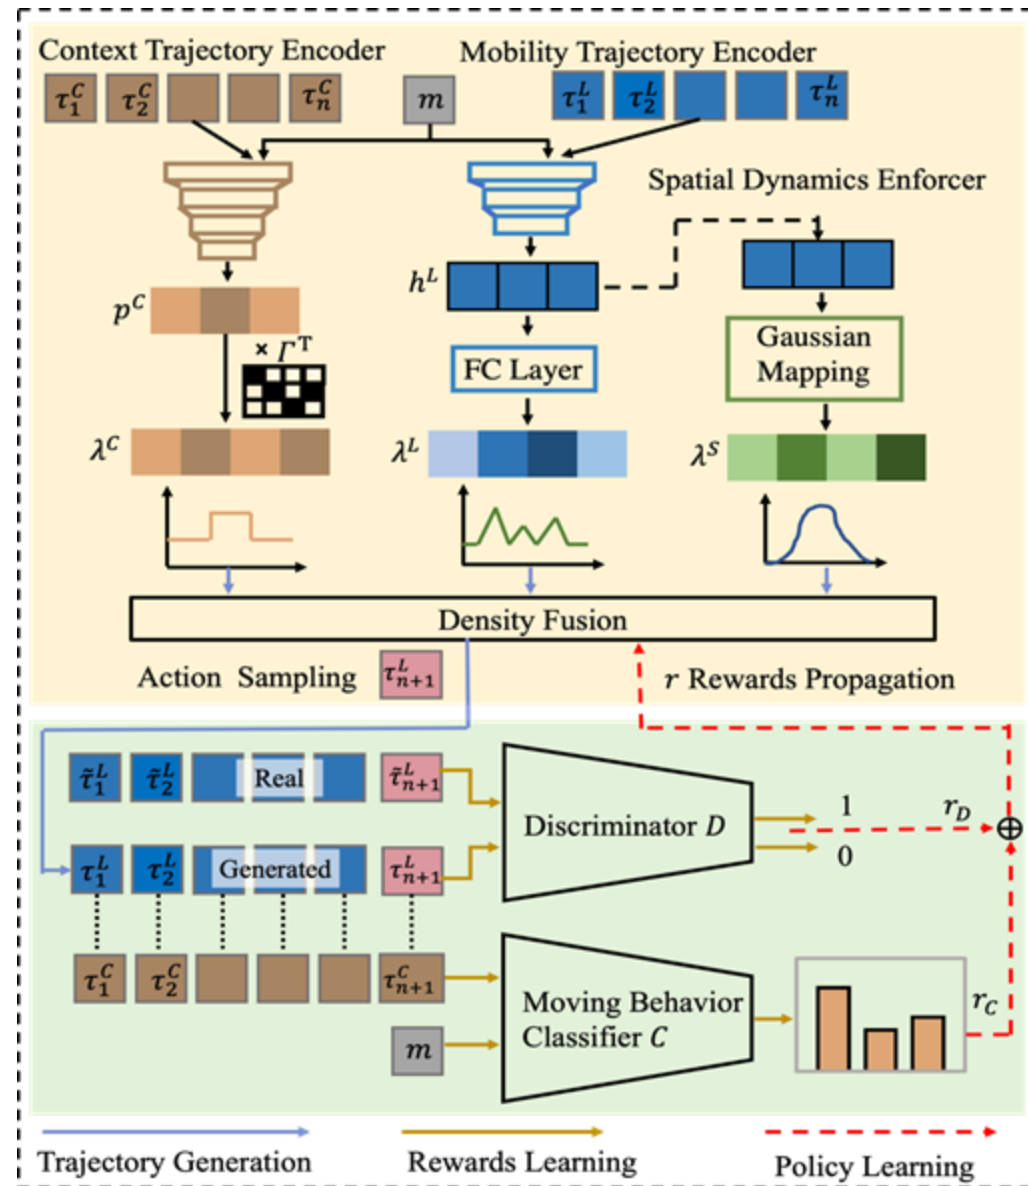 Context Trajectory Encoder
Mobility Trajectory Encoder
τ₁ᶜ τ₂ᶜ τₙᶜ
m
τ₁ᴸ τ₂ᴸ τₙᴸ
Spatial Dynamics Enforcer
pᶜ
hᴸ
× Γᵀ
FC Layer
Gaussian
Mapping
λᶜ
λᴸ
λˢ
Density Fusion
Action Sampling τₙ₊₁ᴸ
r Rewards Propagation
τ̃₁ᴸ τ̃₂ᴸ Real τ̃ₙ₊₁ᴸ
Discriminator D
1
0
r_D
⊕
τ₁ᴸ τ₂ᴸ Generated τₙ₊₁ᴸ
τ₁ᶜ τ₂ᶜ τₙ₊₁ᶜ
m
Moving Behavior
Classifier C
r_C
Trajectory Generation
Rewards Learning
Policy Learning